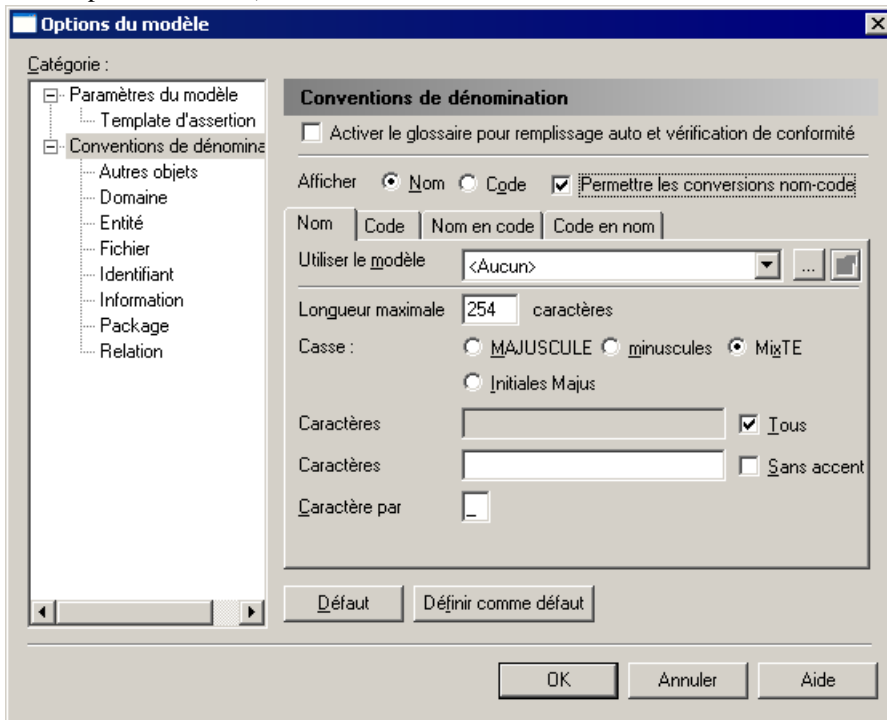 Options du modèle
Catégorie :
Paramètres du modèle
Template d'assertion
Conventions de dénomina
Autres objets
Domaine
Entité
Fichier
Identifiant
Information
Package
Relation
Conventions de dénomination
Activer le glossaire pour remplissage auto et vérification de conformité
Afficher Nom Code Permettre les conversions nom-code
Nom Code Nom en code Code en nom
Utiliser le modèle <Aucun> ...
Longueur maximale 254 caractères
Casse : MAJUSCULE minuscules MixTE
Initiales Majus
Caractères Tous
Caractères Sans accent
Caractère par _
Défaut Définir comme défaut
OK Annuler Aide